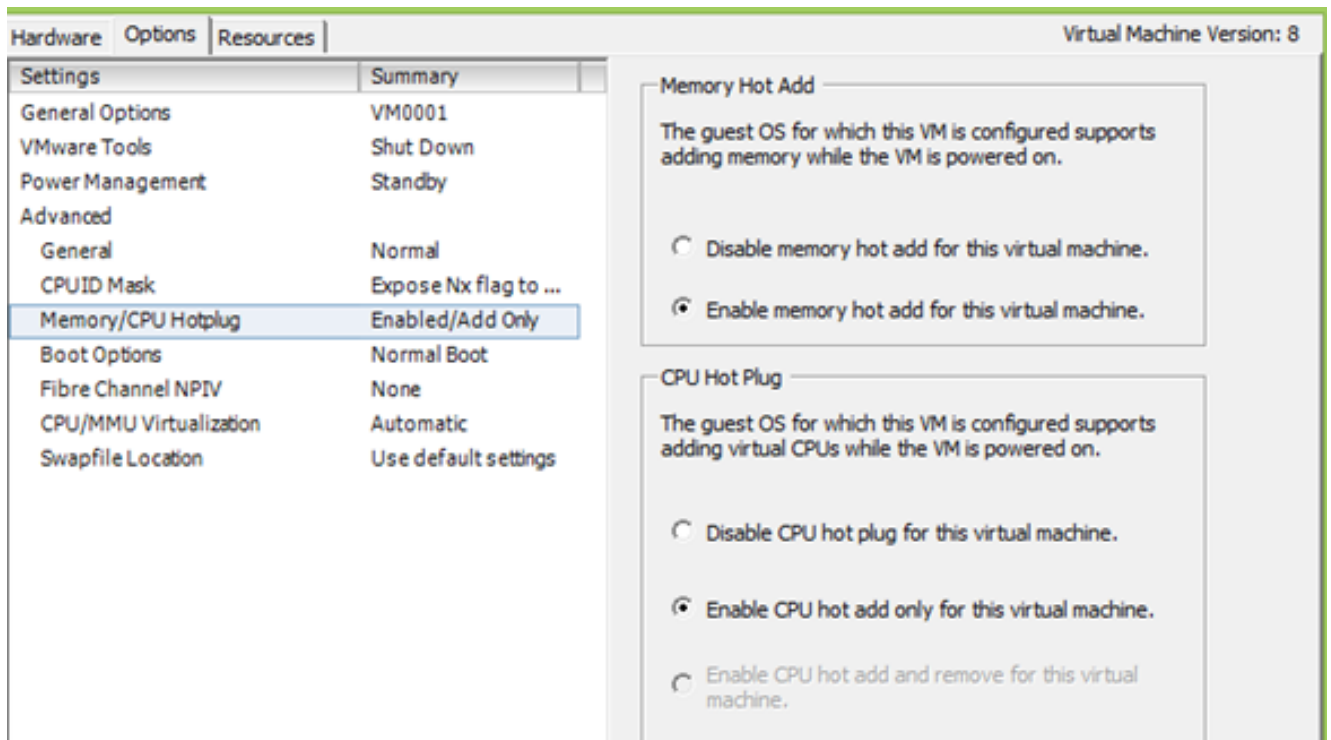 Hardware Options Resources Virtual Machine Version: 8
Settings Summary
General Options VM0001
VMware Tools Shut Down
Power Management Standby
Advanced
General Normal
CPUID Mask Expose Nx flag to ...
Memory/CPU Hotplug Enabled/Add Only
Boot Options Normal Boot
Fibre Channel NPIV None
CPU/MMU Virtualization Automatic
Swapfile Location Use default settings
Memory Hot Add
The guest OS for which this VM is configured supports
adding memory while the VM is powered on.
Disable memory hot add for this virtual machine.
Enable memory hot add for this virtual machine.
CPU Hot Plug
The guest OS for which this VM is configured supports
adding virtual CPUs while the VM is powered on.
Disable CPU hot plug for this virtual machine.
Enable CPU hot add only for this virtual machine.
Enable CPU hot add and remove for this virtual
machine.